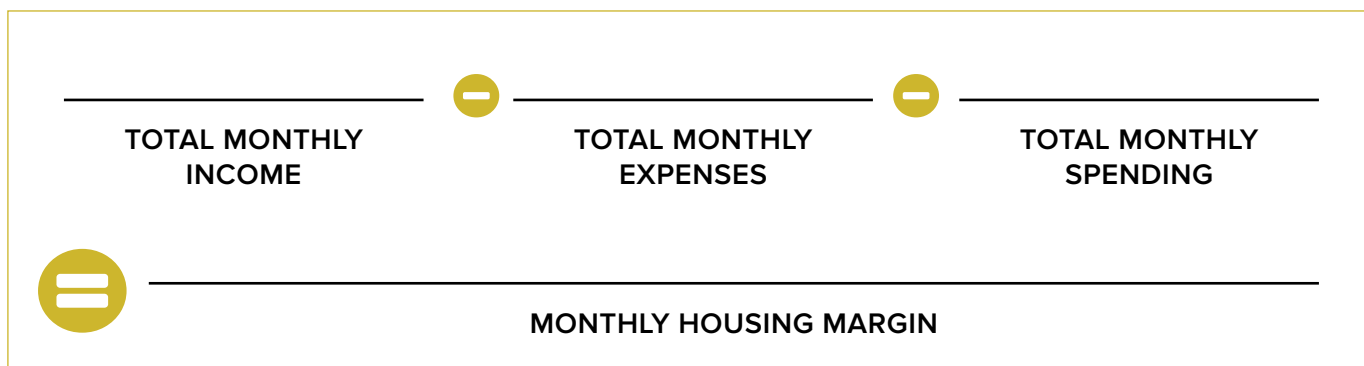 TOTAL MONTHLY
INCOME
TOTAL MONTHLY
EXPENSES
TOTAL MONTHLY
SPENDING
MONTHLY HOUSING MARGIN